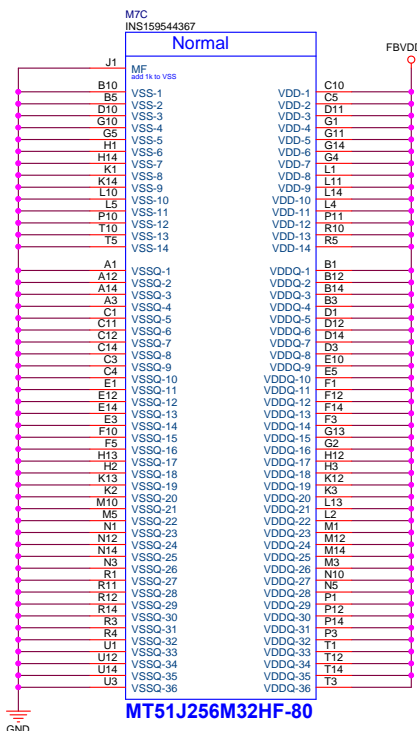 M7C
INS159544367
Normal
FBVDD
J1 MF
add 1k to VSS
B10 VSS-1 VDD-1 C10
B5 VSS-2 VDD-2 C5
D10 VSS-3 VDD-3 D11
G10 VSS-4 VDD-4 G1
G5 VSS-5 VDD-5 G11
H1 VSS-6 VDD-6 G14
H14 VSS-7 VDD-7 G4
K1 VSS-8 VDD-8 L1
K14 VSS-9 VDD-9 L11
L10 VSS-10 VDD-10 L14
L5 VSS-11 VDD-11 L4
P10 VSS-12 VDD-12 P11
T10 VSS-13 VDD-13 R10
T5 VSS-14 VDD-14 R5
A1 VSSQ-1 VDDQ-1 B1
A12 VSSQ-2 VDDQ-2 B12
A14 VSSQ-3 VDDQ-3 B14
A3 VSSQ-4 VDDQ-4 B3
C1 VSSQ-5 VDDQ-5 D1
C11 VSSQ-6 VDDQ-6 D12
C12 VSSQ-7 VDDQ-7 D14
C14 VSSQ-8 VDDQ-8 D3
C3 VSSQ-9 VDDQ-9 E10
C4 VSSQ-10 VDDQ-10 E5
E1 VSSQ-11 VDDQ-11 F1
E12 VSSQ-12 VDDQ-12 F12
E14 VSSQ-13 VDDQ-13 F14
E3 VSSQ-14 VDDQ-14 F3
F10 VSSQ-15 VDDQ-15 G13
F5 VSSQ-16 VDDQ-16 G2
H13 VSSQ-17 VDDQ-17 H12
H2 VSSQ-18 VDDQ-18 H3
K13 VSSQ-19 VDDQ-19 K12
K2 VSSQ-20 VDDQ-20 K3
M10 VSSQ-21 VDDQ-21 L13
M5 VSSQ-22 VDDQ-22 L2
N1 VSSQ-23 VDDQ-23 M1
N12 VSSQ-24 VDDQ-24 M12
N14 VSSQ-25 VDDQ-25 M14
N3 VSSQ-26 VDDQ-26 M3
R1 VSSQ-27 VDDQ-27 N10
R11 VSSQ-28 VDDQ-28 N5
R12 VSSQ-29 VDDQ-29 P1
R14 VSSQ-30 VDDQ-30 P12
R3 VSSQ-31 VDDQ-31 P14
R4 VSSQ-32 VDDQ-32 P3
U1 VSSQ-33 VDDQ-33 T1
U12 VSSQ-34 VDDQ-34 T12
U14 VSSQ-35 VDDQ-35 T14
U3 VSSQ-36 VDDQ-36 T3
MT51J256M32HF-80
GND